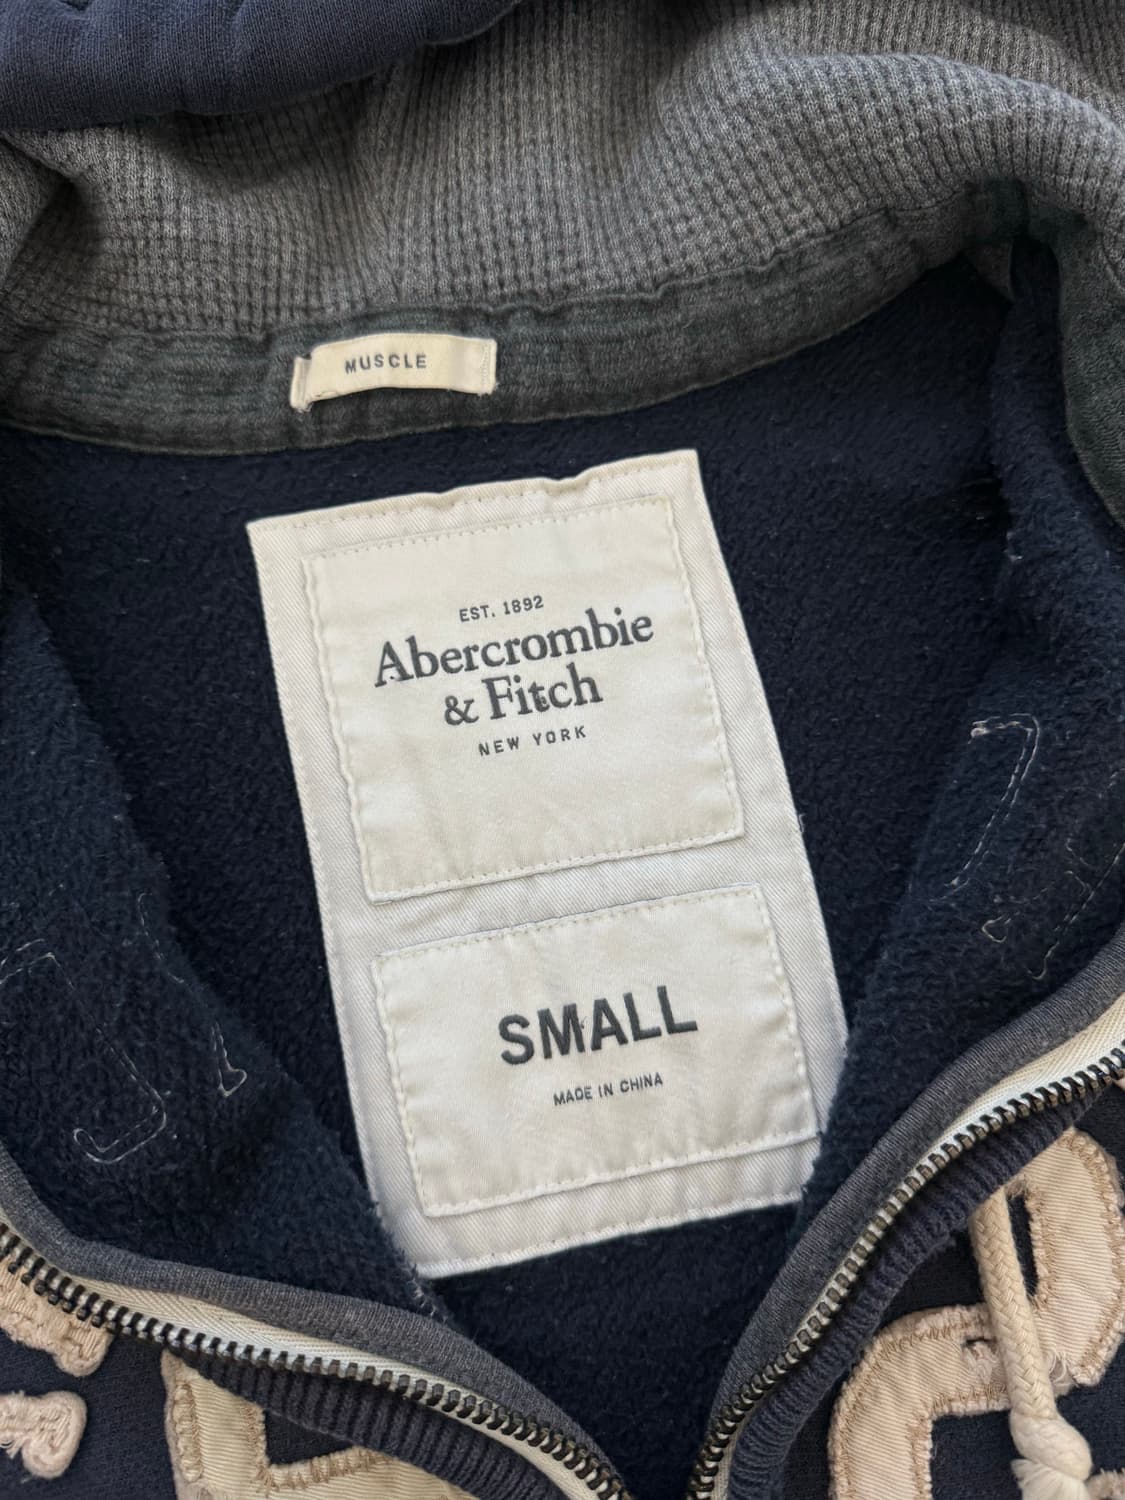 MUSCLE
EST. 1892
Abercrombie
& Fitch
NEW YORK
SMALL
MADE IN CHINA